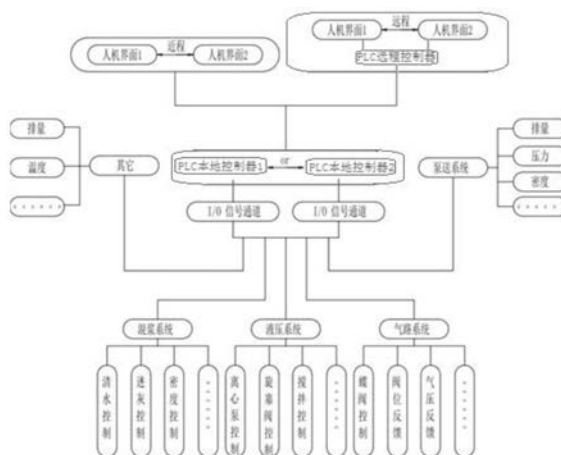 近程
人机界面1 人机界面2
远程
人机界面1 人机界面2
PLC远程控制器
排量
温度
······
其它
PLC本地控制器1 or PLC本地控制器2
I/O 信号通道 I/O 信号通道
泵送系统
排量
压力
密度
······
混浆系统 液压系统 气路系统
清水控制
送灰控制
密度控制
······
离心泵控制
旋塞阀控制
搅拌控制
······
蝶阀控制
阀位反馈
气压反馈
······